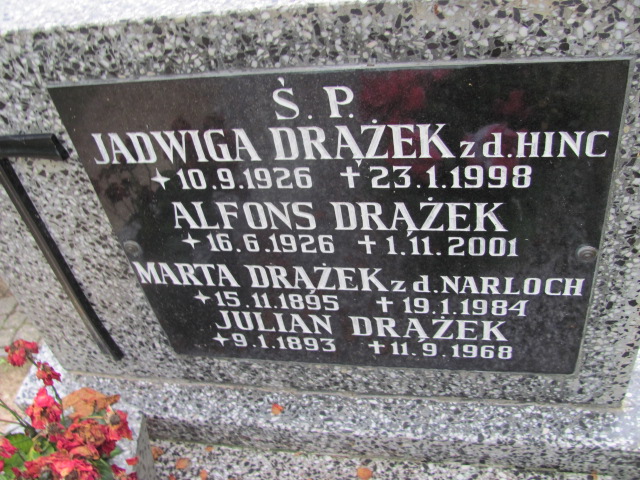 Ś. P.
JADWIGA DRĄŻEK z d. HINC
✦10.9.1926 ✝23.1.1998
ALFONS DRĄŻEK
✦16.6.1926 ✝1.11.2001
MARTA DRĄŻEK z d. NARLOCH
✦15.11.1895 ✝19.1.1984
JULIAN DRĄŻEK
✦9.1.1893 ✝11.9.1968